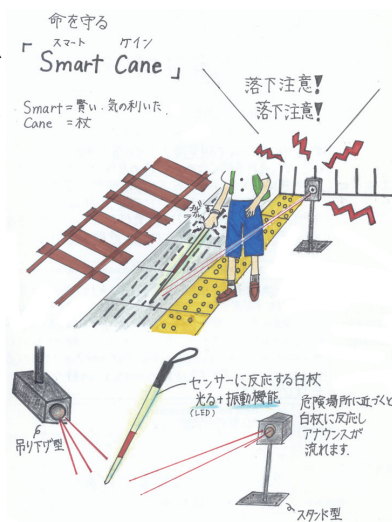 命を守る
スマート ケイン
「Smart Cane」
Smart=賢い・気の利いた
Cane =杖
落下注意!
落下注意!
センサーに反応する白杖
光る+振動機能
(LED)
危険場所に近づくと
白杖に反応し
アナウンスが
流れます.
吊り下げ型
スタンド型